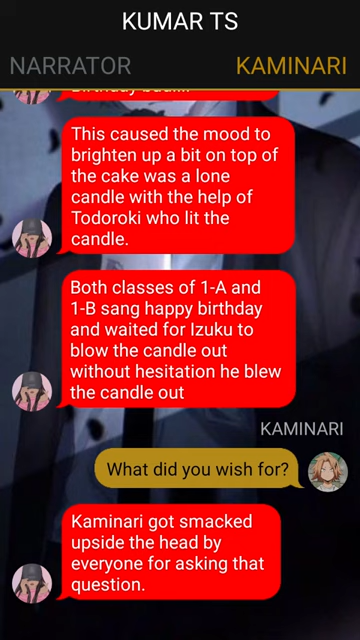 KUMAR TS
NARRATOR
KAMINARI
This caused the mood to
brighten up a bit on top of
the cake was a lone
candle with the help of
Todoroki who lit the
candle.
Both classes of 1-A and
1-B sang happy birthday
and waited for Izuku to
blow the candle out
without hesitation he blew
the candle out
KAMINARI
What did you wish for?
Kaminari got smacked
upside the head by
everyone for asking that
question.